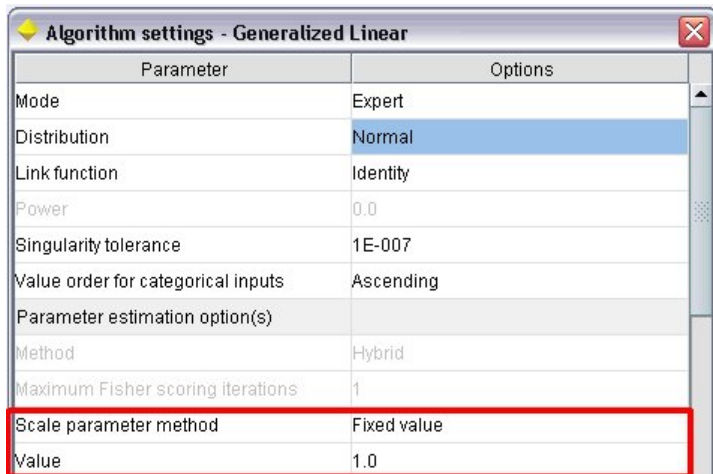 Algorithm settings - Generalized Linear
Parameter Options
Mode Expert
Distribution Normal
Link function Identity
Power 0.0
Singularity tolerance 1E-007
Value order for categorical inputs Ascending
Parameter estimation option(s)
Method Hybrid
Maximum Fisher scoring iterations 1
Scale parameter method Fixed value
Value 1.0